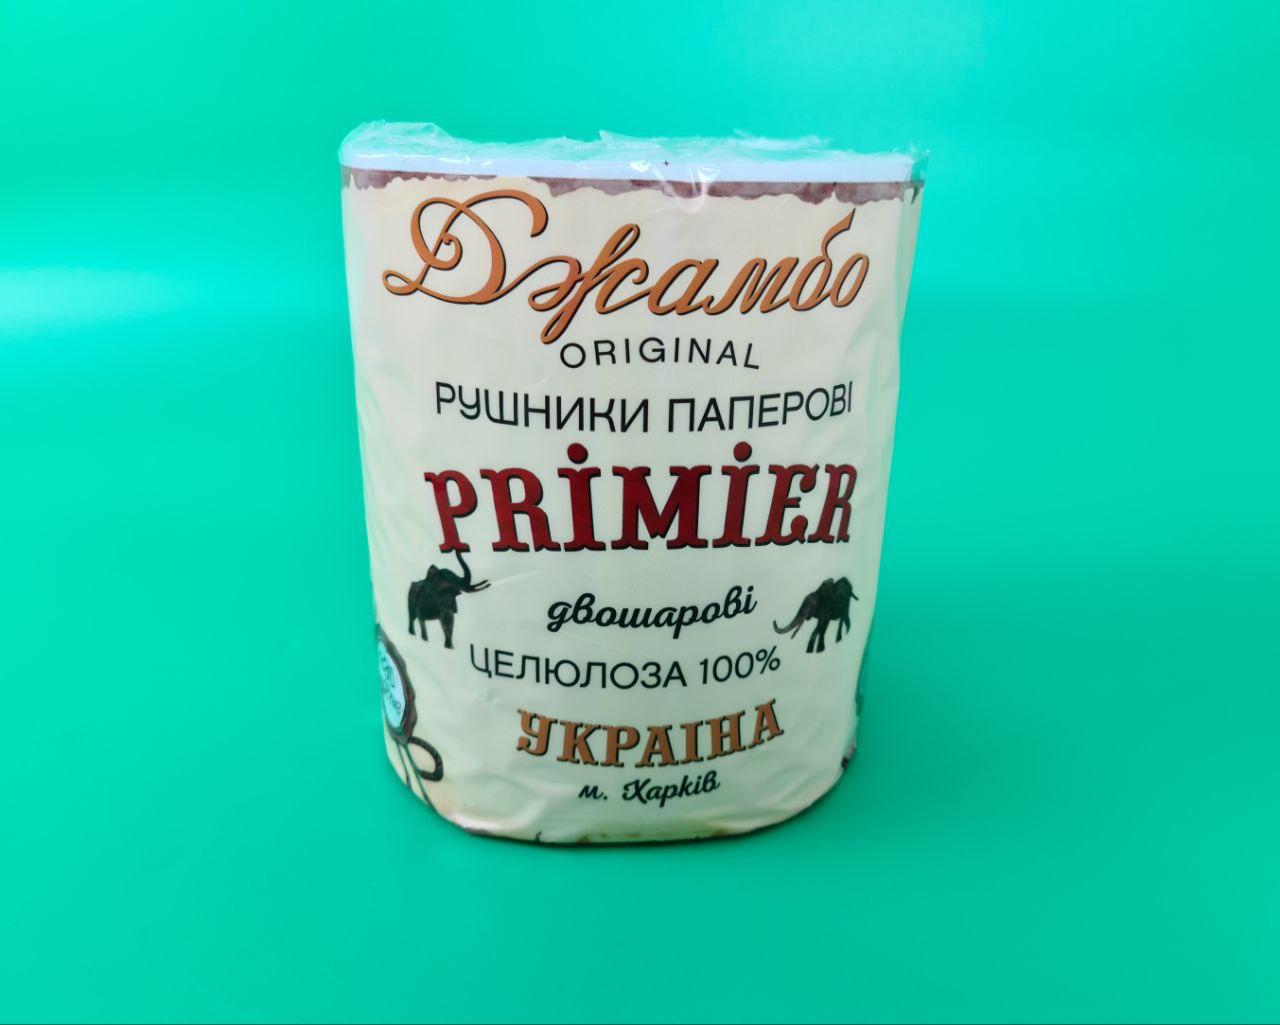 Джамбо
ORIGINAL
РУШНИКИ ПАПЕРОВІ
PRIMIER
двошарові
ЦЕЛЮЛОЗА 100%
УКРАЇНА
м. Харків